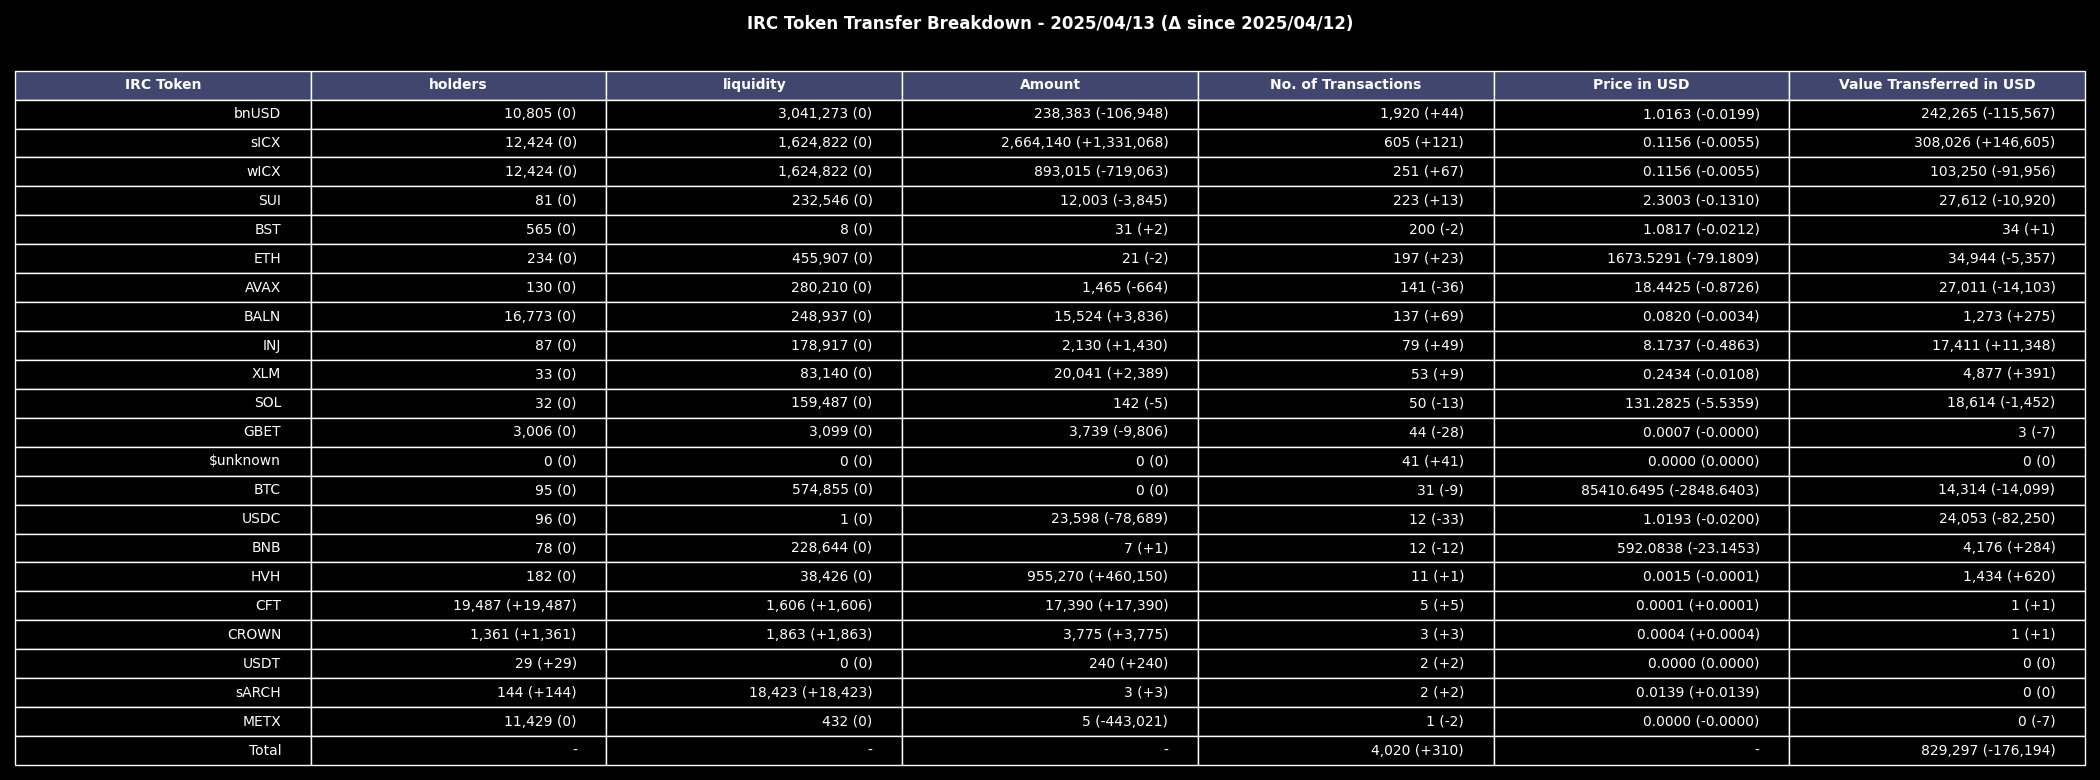 IRC Token Transfer Breakdown - 2025/04/13 (Δ since 2025/04/12)
IRC Token holders liquidity Amount No. of Transactions Price in USD Value Transferred in USD
bnUSD 10,805 (0) 3,041,273 (0) 238,383 (-106,948) 1,920 (+44) 1.0163 (-0.0199) 242,265 (-115,567)
sICX 12,424 (0) 1,624,822 (0) 2,664,140 (+1,331,068) 605 (+121) 0.1156 (-0.0055) 308,026 (+146,605)
wICX 12,424 (0) 1,624,822 (0) 893,015 (-719,063) 251 (+67) 0.1156 (-0.0055) 103,250 (-91,956)
SUI 81 (0) 232,546 (0) 12,003 (-3,845) 223 (+13) 2.3003 (-0.1310) 27,612 (-10,920)
BST 565 (0) 8 (0) 31 (+2) 200 (-2) 1.0817 (-0.0212) 34 (+1)
ETH 234 (0) 455,907 (0) 21 (-2) 197 (+23) 1673.5291 (-79.1809) 34,944 (-5,357)
AVAX 130 (0) 280,210 (0) 1,465 (-664) 141 (-36) 18.4425 (-0.8726) 27,011 (-14,103)
BALN 16,773 (0) 248,937 (0) 15,524 (+3,836) 137 (+69) 0.0820 (-0.0034) 1,273 (+275)
INJ 87 (0) 178,917 (0) 2,130 (+1,430) 79 (+49) 8.1737 (-0.4863) 17,411 (+11,348)
XLM 33 (0) 83,140 (0) 20,041 (+2,389) 53 (+9) 0.2434 (-0.0108) 4,877 (+391)
SOL 32 (0) 159,487 (0) 142 (-5) 50 (-13) 131.2825 (-5.5359) 18,614 (-1,452)
GBET 3,006 (0) 3,099 (0) 3,739 (-9,806) 44 (-28) 0.0007 (-0.0000) 3 (-7)
$unknown 0 (0) 0 (0) 0 (0) 41 (+41) 0.0000 (0.0000) 0 (0)
BTC 95 (0) 574,855 (0) 0 (0) 31 (-9) 85410.6495 (-2848.6403) 14,314 (-14,099)
USDC 96 (0) 1 (0) 23,598 (-78,689) 12 (-33) 1.0193 (-0.0200) 24,053 (-82,250)
BNB 78 (0) 228,644 (0) 7 (+1) 12 (-12) 592.0838 (-23.1453) 4,176 (+284)
HVH 182 (0) 38,426 (0) 955,270 (+460,150) 11 (+1) 0.0015 (-0.0001) 1,434 (+620)
CFT 19,487 (+19,487) 1,606 (+1,606) 17,390 (+17,390) 5 (+5) 0.0001 (+0.0001) 1 (+1)
CROWN 1,361 (+1,361) 1,863 (+1,863) 3,775 (+3,775) 3 (+3) 0.0004 (+0.0004) 1 (+1)
USDT 29 (+29) 0 (0) 240 (+240) 2 (+2) 0.0000 (0.0000) 0 (0)
sARCH 144 (+144) 18,423 (+18,423) 3 (+3) 2 (+2) 0.0139 (+0.0139) 0 (0)
METX 11,429 (0) 432 (0) 5 (-443,021) 1 (-2) 0.0000 (-0.0000) 0 (-7)
Total - - - 4,020 (+310) - 829,297 (-176,194)